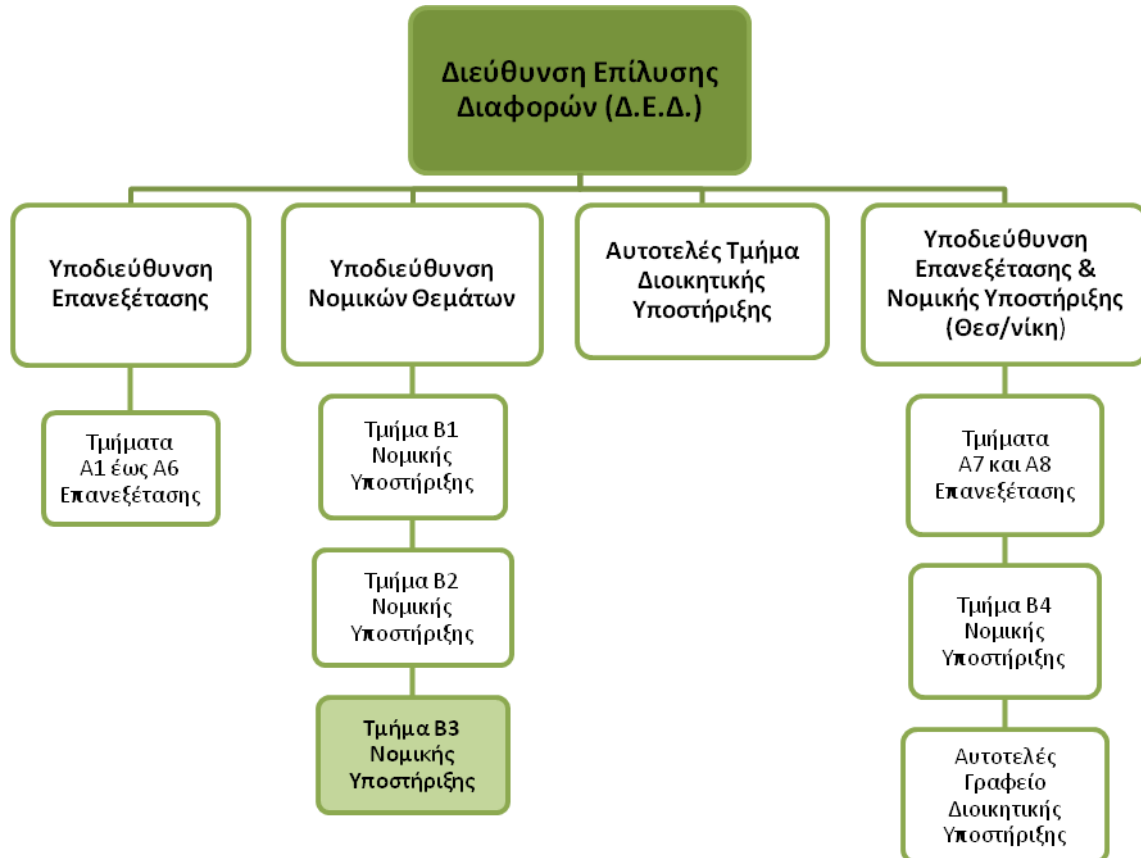 Διεύθυνση Επίλυσης
Διαφορών (Δ.Ε.Δ.)
Υποδιεύθυνση
Επανεξέτασης
Τμήματα
Α1 έως Α6
Επανεξέτασης
Υποδιεύθυνση
Νομικών Θεμάτων
Τμήμα Β1
Νομικής
Υποστήριξης
Τμήμα Β2
Νομικής
Υποστήριξης
Τμήμα Β3
Νομικής
Υποστήριξης
Αυτοτελές Τμήμα
Διοικητικής
Υποστήριξης
Υποδιεύθυνση
Επανεξέτασης &
Νομικής Υποστήριξης
(Θεσ/νίκη)
Τμήματα
Α7 και Α8
Επανεξέτασης
Τμήμα Β4
Νομικής
Υποστήριξης
Αυτοτελές
Γραφείο
Διοικητικής
Υποστήριξης